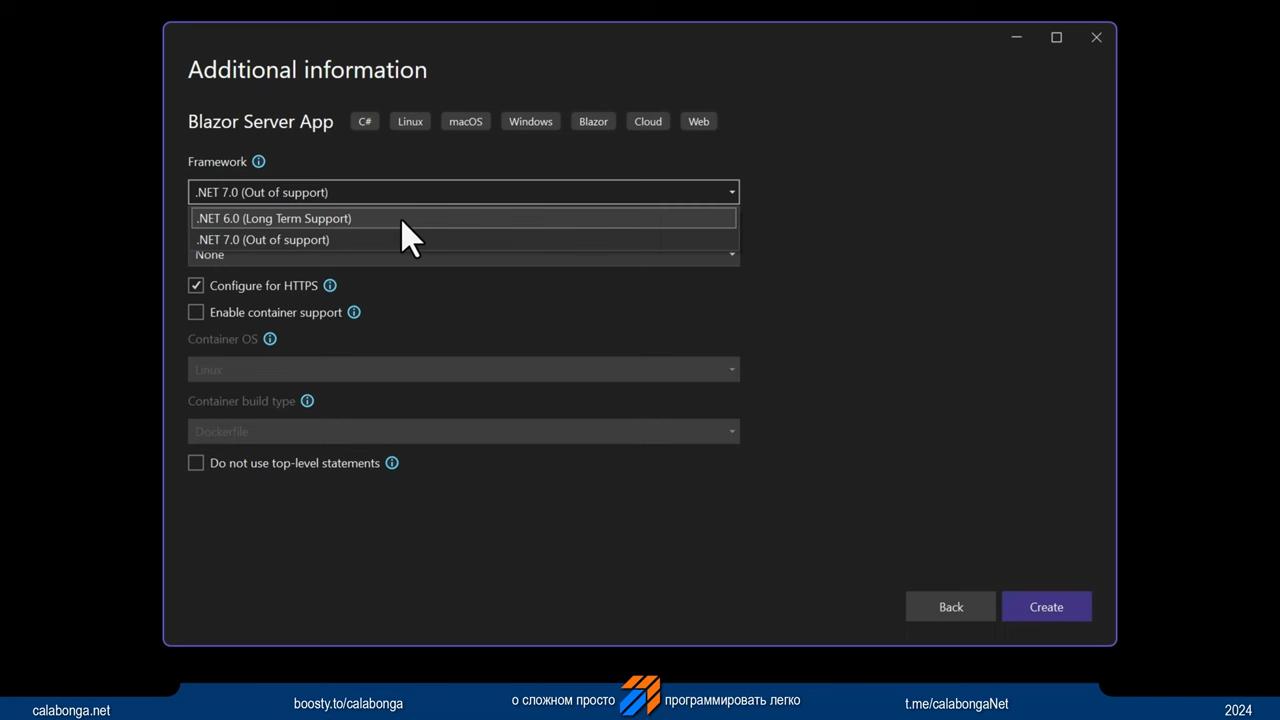 Additional information
Blazor Server App C# Linux macOS Windows Blazor Cloud Web
Framework
.NET 7.0 (Out of support)
.NET 6.0 (Long Term Support)
.NET 7.0 (Out of support)
None
Configure for HTTPS
Enable container support
Container OS
Linux
Container build type
Dockerfile
Do not use top-level statements
Back Create
calabonga.net boosty.to/calabonga о сложном просто программировать легко t.me/calabongaNet 2024